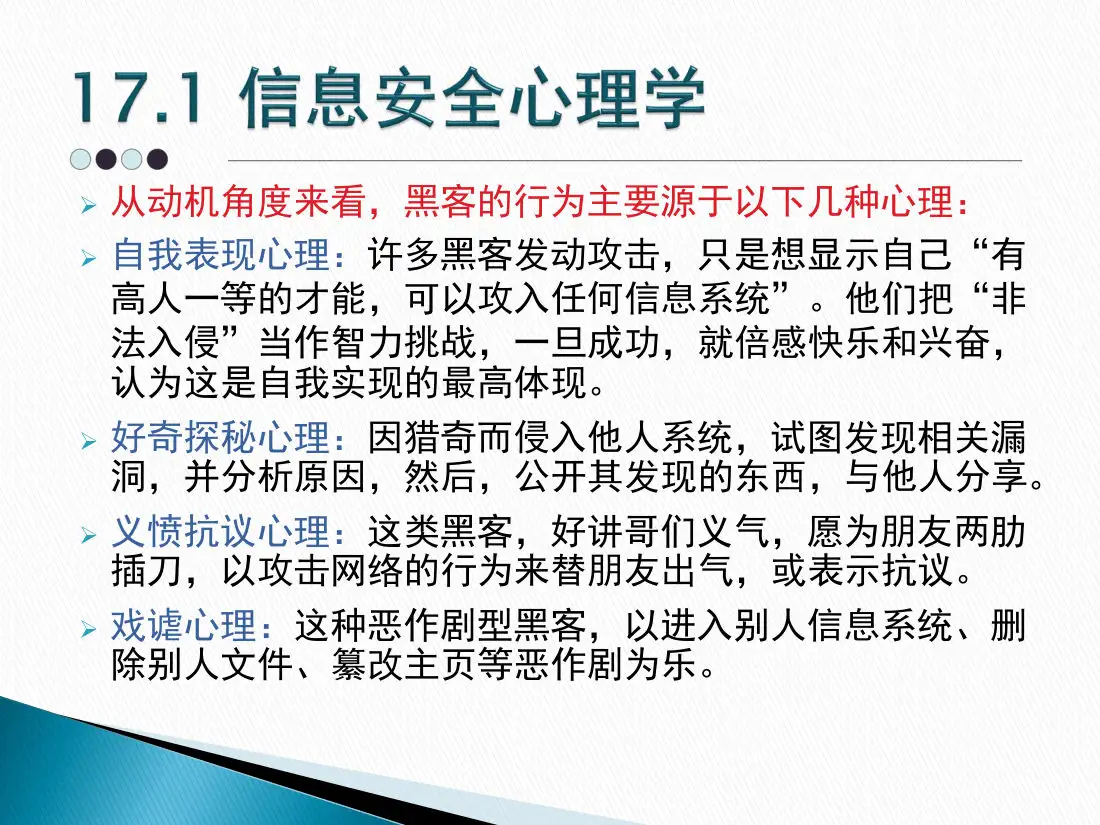 17.1 信息安全心理学
从动机角度来看，黑客的行为主要源于以下几种心理：
自我表现心理：许多黑客发动攻击，只是想显示自己“有
高人一等的才能，可以攻入任何信息系统”。他们把“非
法入侵”当作智力挑战，一旦成功，就倍感快乐和兴奋，
认为这是自我实现的最高体现。
好奇探秘心理：因猎奇而侵入他人系统，试图发现相关漏
洞，并分析原因，然后，公开其发现的东西，与他人分享。
义愤抗议心理：这类黑客，好讲哥们义气，愿为朋友两肋
插刀，以攻击网络的行为来替朋友出气，或表示抗议。
戏谑心理：这种恶作剧型黑客，以进入别人信息系统、删
除别人文件、纂改主页等恶作剧为乐。